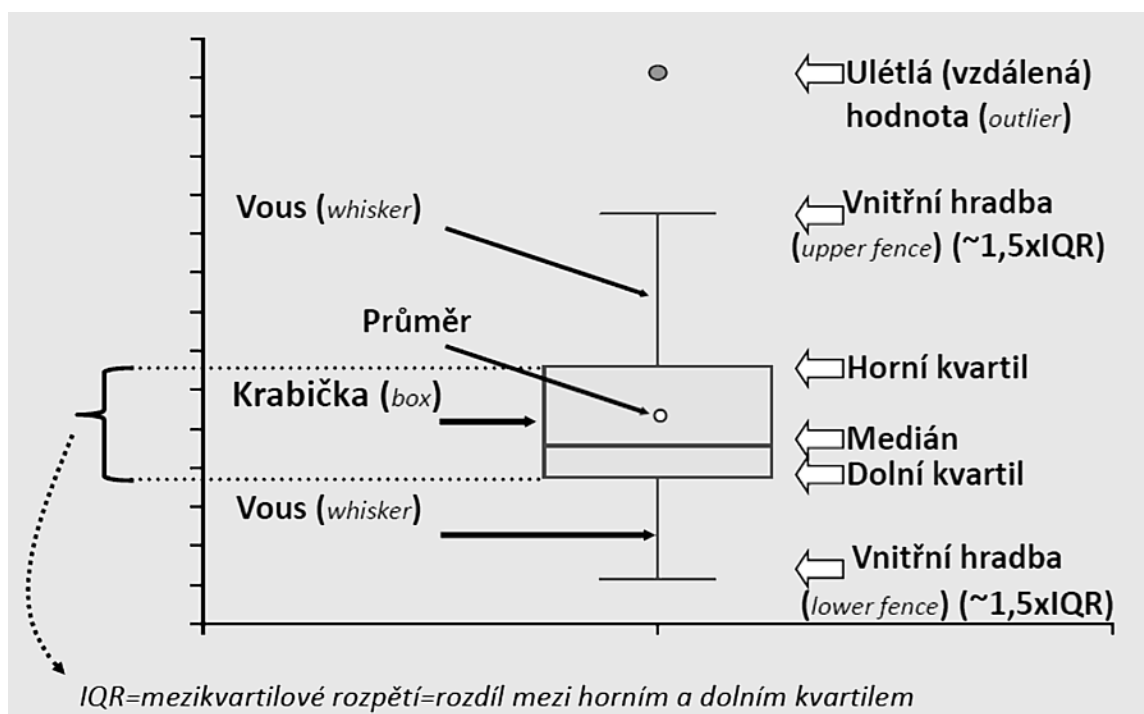 Ulétlá (vzdálená)
hodnota (outlier)
Vous (whisker)
Vnitřní hradba
(upper fence) (~1,5xIQR)
Průměr
Horní kvartil
Krabička (box)
Medián
Dolní kvartil
Vous (whisker)
Vnitřní hradba
(lower fence) (~1,5xIQR)
IQR=mezikvartilové rozpětí=rozdíl mezi horním a dolním kvartilem